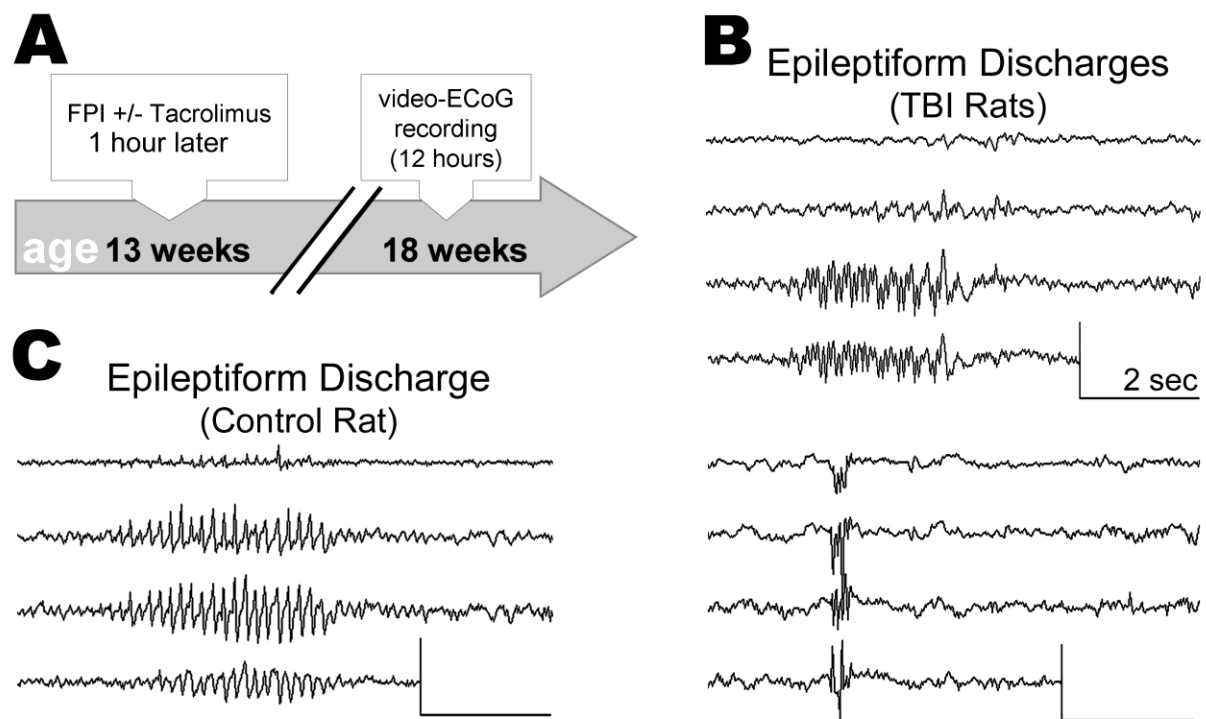 A
FPI +/- Tacrolimus
1 hour later
video-ECoG
recording
(12 hours)
age 13 weeks
18 weeks
B
Epileptiform Discharges
(TBI Rats)
2 sec
C
Epileptiform Discharge
(Control Rat)